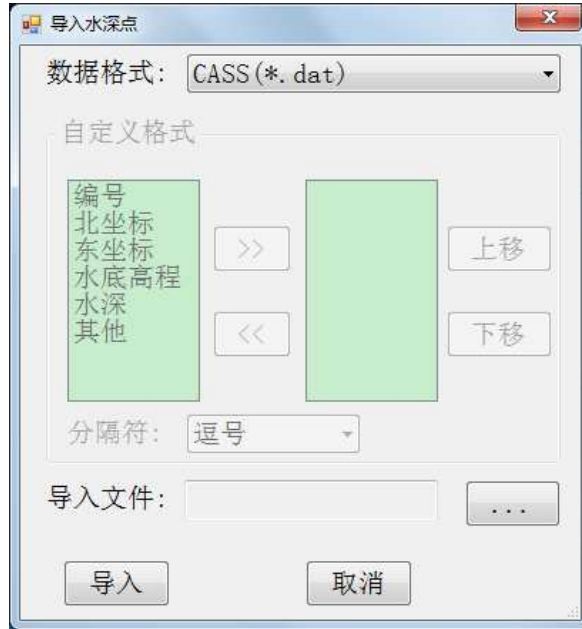 导入水深点
数据格式: CASS(*.dat)
自定义格式
编号
北坐标
东坐标
水底高程
水深
其他
>>
<<
上移
下移
分隔符: 逗号
导入文件: ...
导入 取消